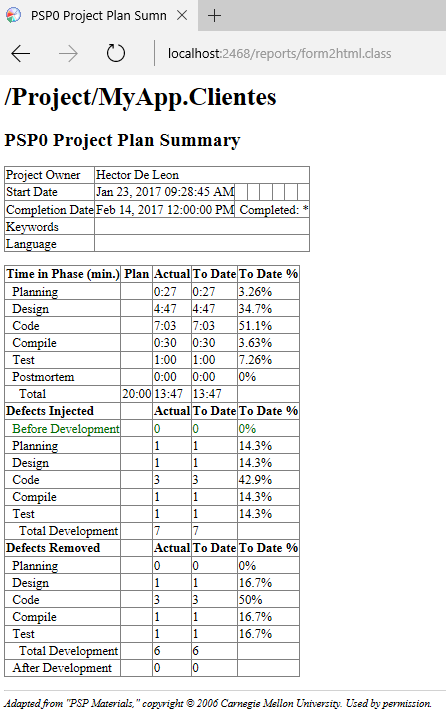 PSP0 Project Plan Summ
localhost:2468/reports/form2html.class
/Project/MyApp.Clientes
PSP0 Project Plan Summary
Project Owner Hector De Leon
Start Date Jan 23, 2017 09:28:45 AM
Completion Date Feb 14, 2017 12:00:00 PM Completed: *
Keywords
Language
Time in Phase (min.) Plan Actual To Date To Date %
Planning 0:27 0:27 3.26%
Design 4:47 4:47 34.7%
Code 7:03 7:03 51.1%
Compile 0:30 0:30 3.63%
Test 1:00 1:00 7.26%
Postmortem 0:00 0:00 0%
Total 20:00 13:47 13:47
Defects Injected Actual To Date To Date %
Before Development 0 0 0%
Planning 1 1 14.3%
Design 1 1 14.3%
Code 3 3 42.9%
Compile 1 1 14.3%
Test 1 1 14.3%
Total Development 7 7
Defects Removed Actual To Date To Date %
Planning 0 0 0%
Design 1 1 16.7%
Code 3 3 50%
Compile 1 1 16.7%
Test 1 1 16.7%
Total Development 6 6
After Development 0 0
Adapted from "PSP Materials," copyright © 2006 Carnegie Mellon University. Used by permission.